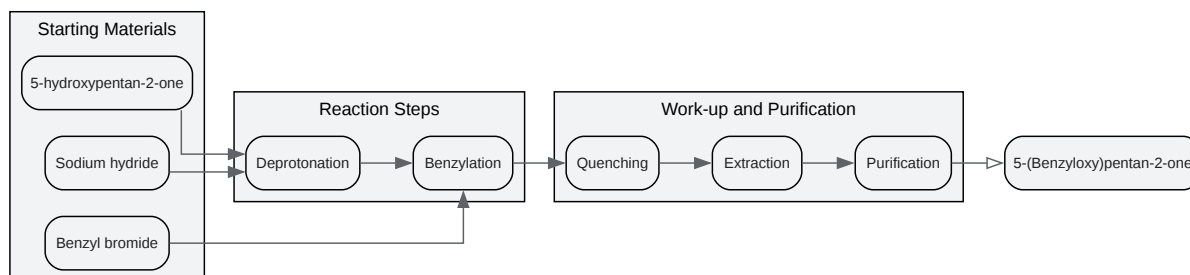 Starting Materials
5-hydroxypentan-2-one
Sodium hydride
Benzyl bromide
Reaction Steps
Deprotonation
Benzylation
Work-up and Purification
Quenching
Extraction
Purification
5-(Benzyloxy)pentan-2-one